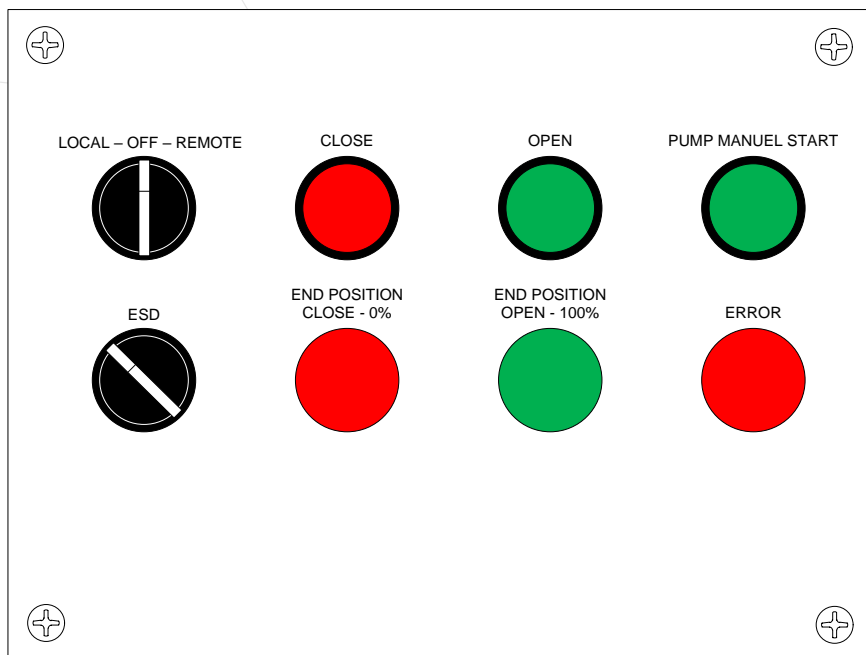 LOCAL – OFF – REMOTE
CLOSE
OPEN
PUMP MANUEL START
ESD
END POSITION
CLOSE - 0%
END POSITION
OPEN - 100%
ERROR